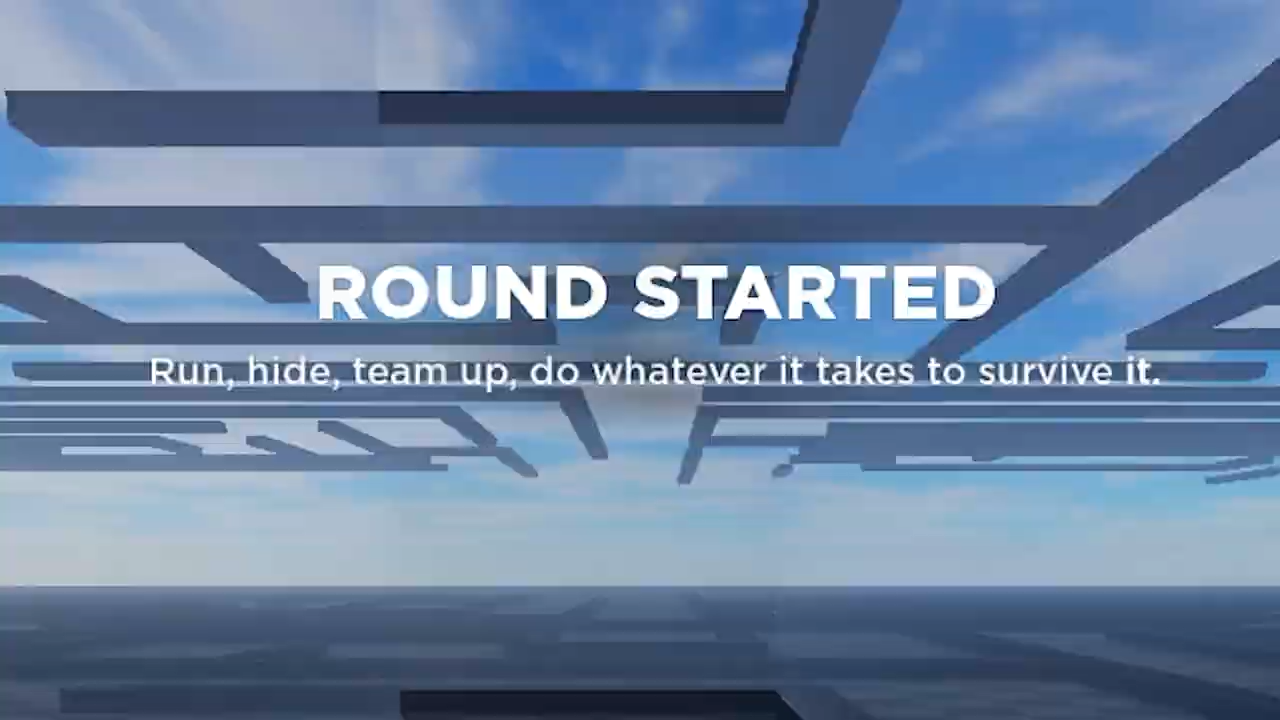 ROUND STARTED
Run, hide, team up, do whatever it takes to survive it.